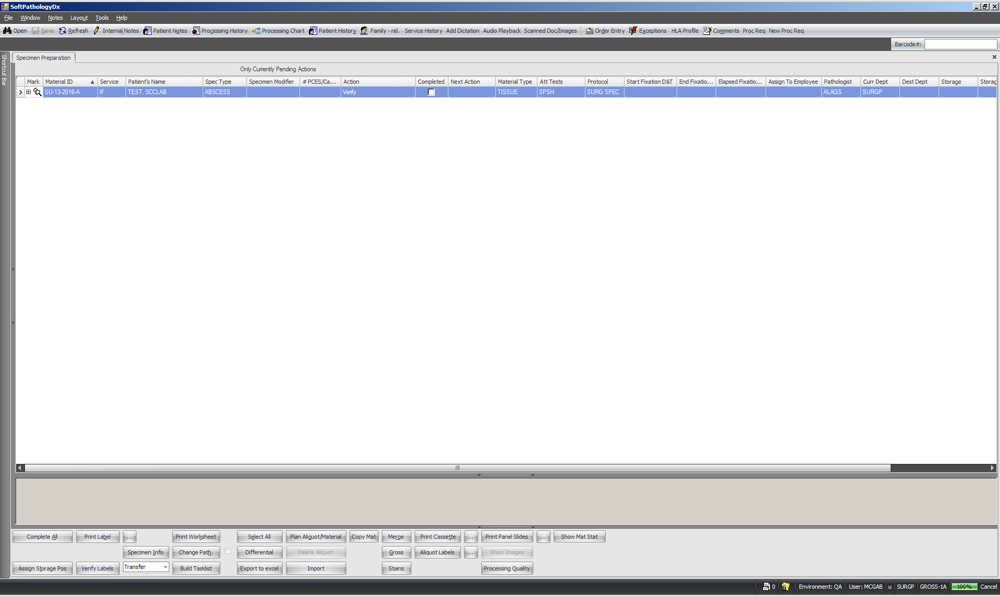 SoftPathologyDx
File Window Notes Layout Tools Help
Open Save Refresh Internal Notes Patient Notes Processing History Processing Chart Patient History Family - rel. Service History Add Dictation Audio Playback Scanned Doc/Images Order Entry Exceptions HLA Profile Comments Proc Req New Proc Req
Barcode#:
Shortcut Bar
Specimen Preparation
Only Currently Pending Actions
Mark Material ID Service Patient's Name Spec Type Specimen Modifier # PCES/Ca... Action Completed Next Action Material Type Att Tests Protocol Start Fixation D&T End Fixatio... Elapsed Fixatio... Assign To Employee Pathologist Curr Dept Dest Dept Storage Storag
SU-13-2016-A IF TEST, SCCLAB ABSCESS Verify TISSUE SPSH SURG SPEC ALAGS SURGP
Complete All Print Label ... Print Worksheet Select All Plan Aliquot/Material Copy Mat Merge Print Cassette ... Print Panel Slides ... Show Mat Stat
Specimen Info Change Path. Differential Delete Aliquot Gross Aliquot Labels ... Show Images
Assign Storage Pos Verify Labels Transfer Build Tasklist Export to excel Import Stains Processing Quality
0 Environment: QA User: MCGAB u SURGP GROSS-1A 100% Cancel